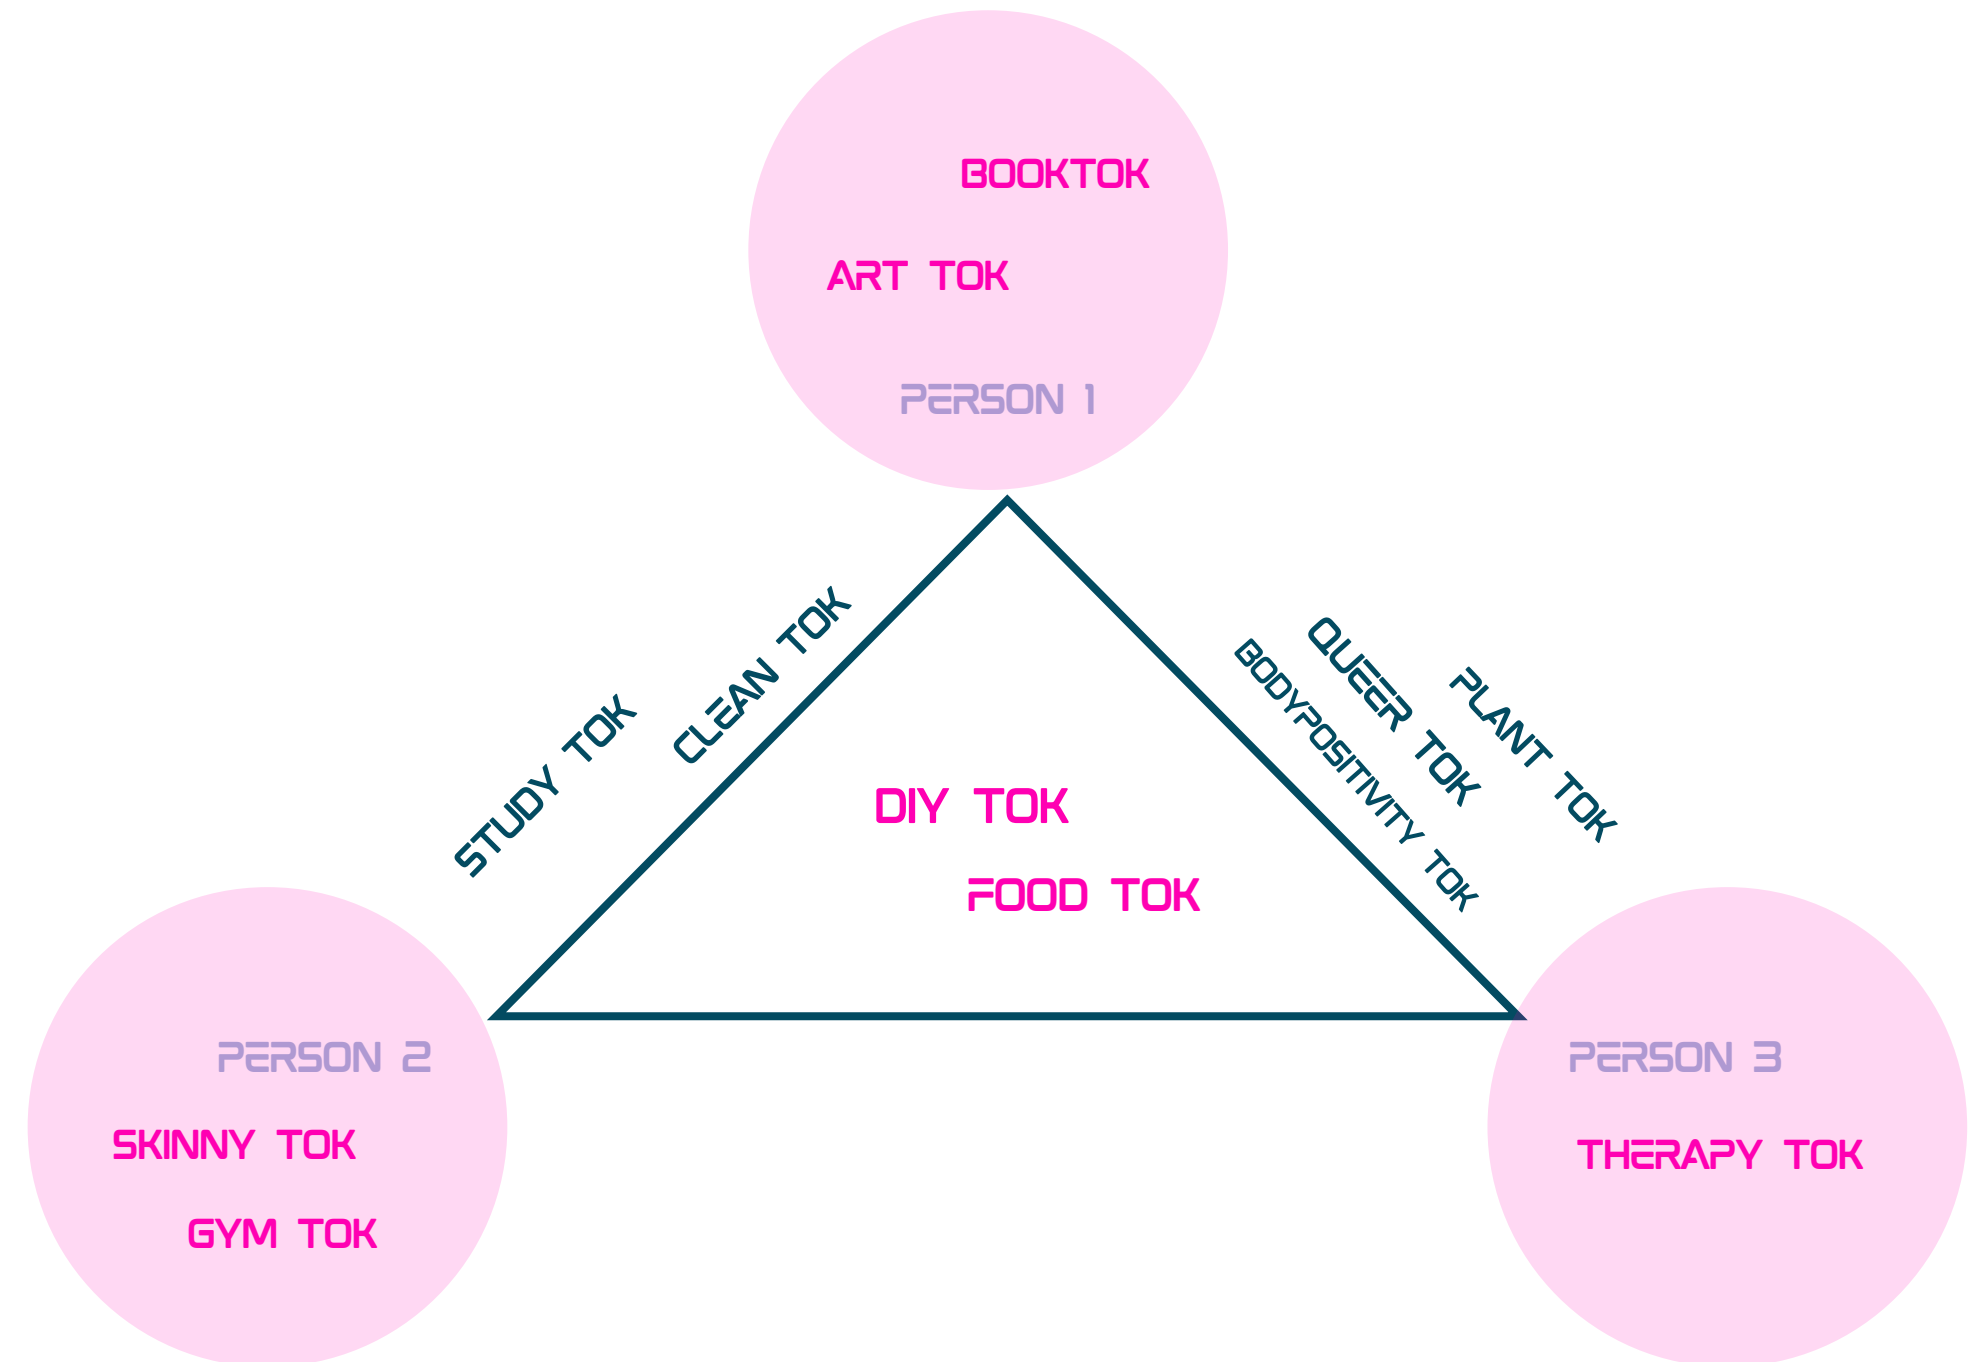 BOOKTOK
ART TOK
PERSON 1
STUDY TOK
CLEAN TOK
QUEER TOK
PLANT TOK
BODYPOSITIVITY TOK
DIY TOK
FOOD TOK
PERSON 2
SKINNY TOK
GYM TOK
PERSON 3
THERAPY TOK